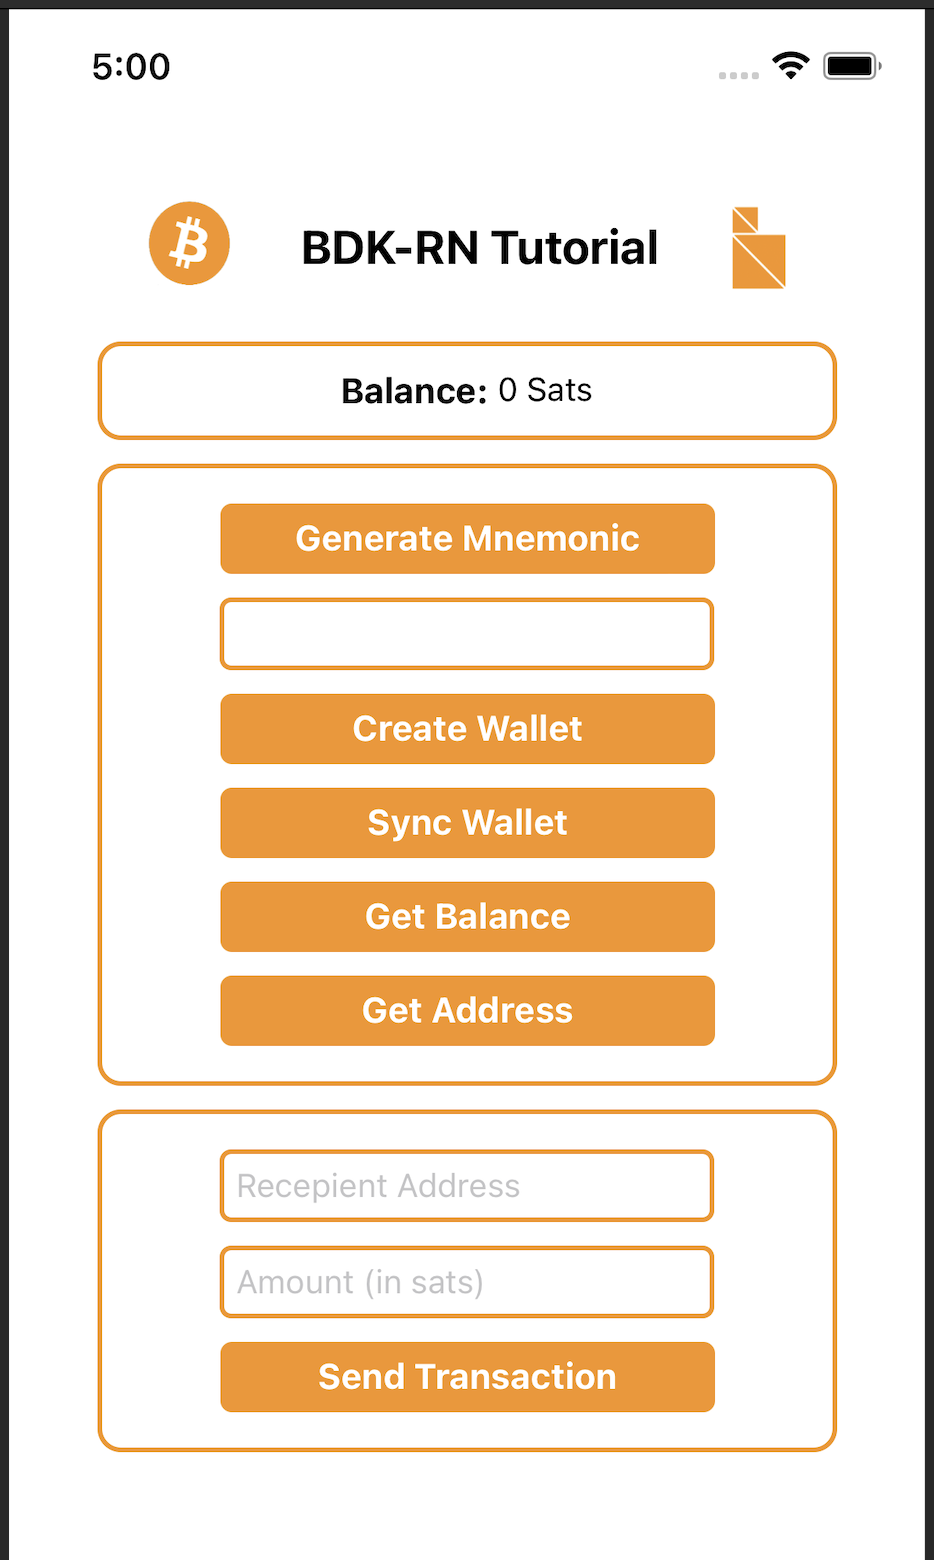 5:00
BDK-RN Tutorial
Balance: 0 Sats
Generate Mnemonic
Create Wallet
Sync Wallet
Get Balance
Get Address
Recepient Address
Amount (in sats)
Send Transaction